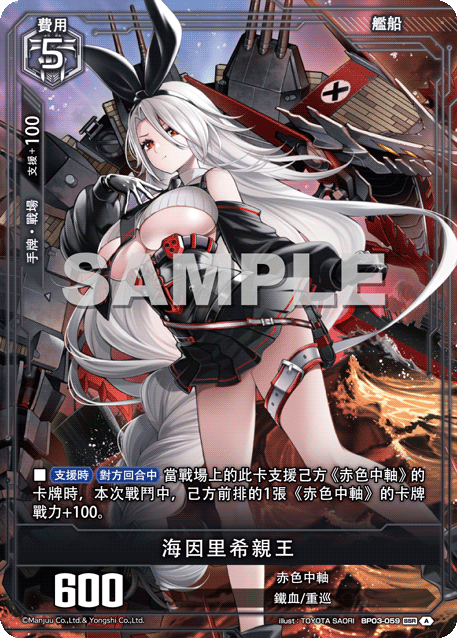 費用
5
艦船
支援+100
手牌・戰場
SAMPLE
■ 支援時 對方回合中 當戰場上的此卡支援己方《赤色中軸》的
卡牌時，本次戰鬥中，己方前排的1張《赤色中軸》的卡牌
戰力+100。
海因里希親王
600
赤色中軸
鐵血/重巡
©Manjuu Co.,Ltd.& Yongshi Co.,Ltd.
illust : TOYOTA SAORI
BP03-059 SSR A